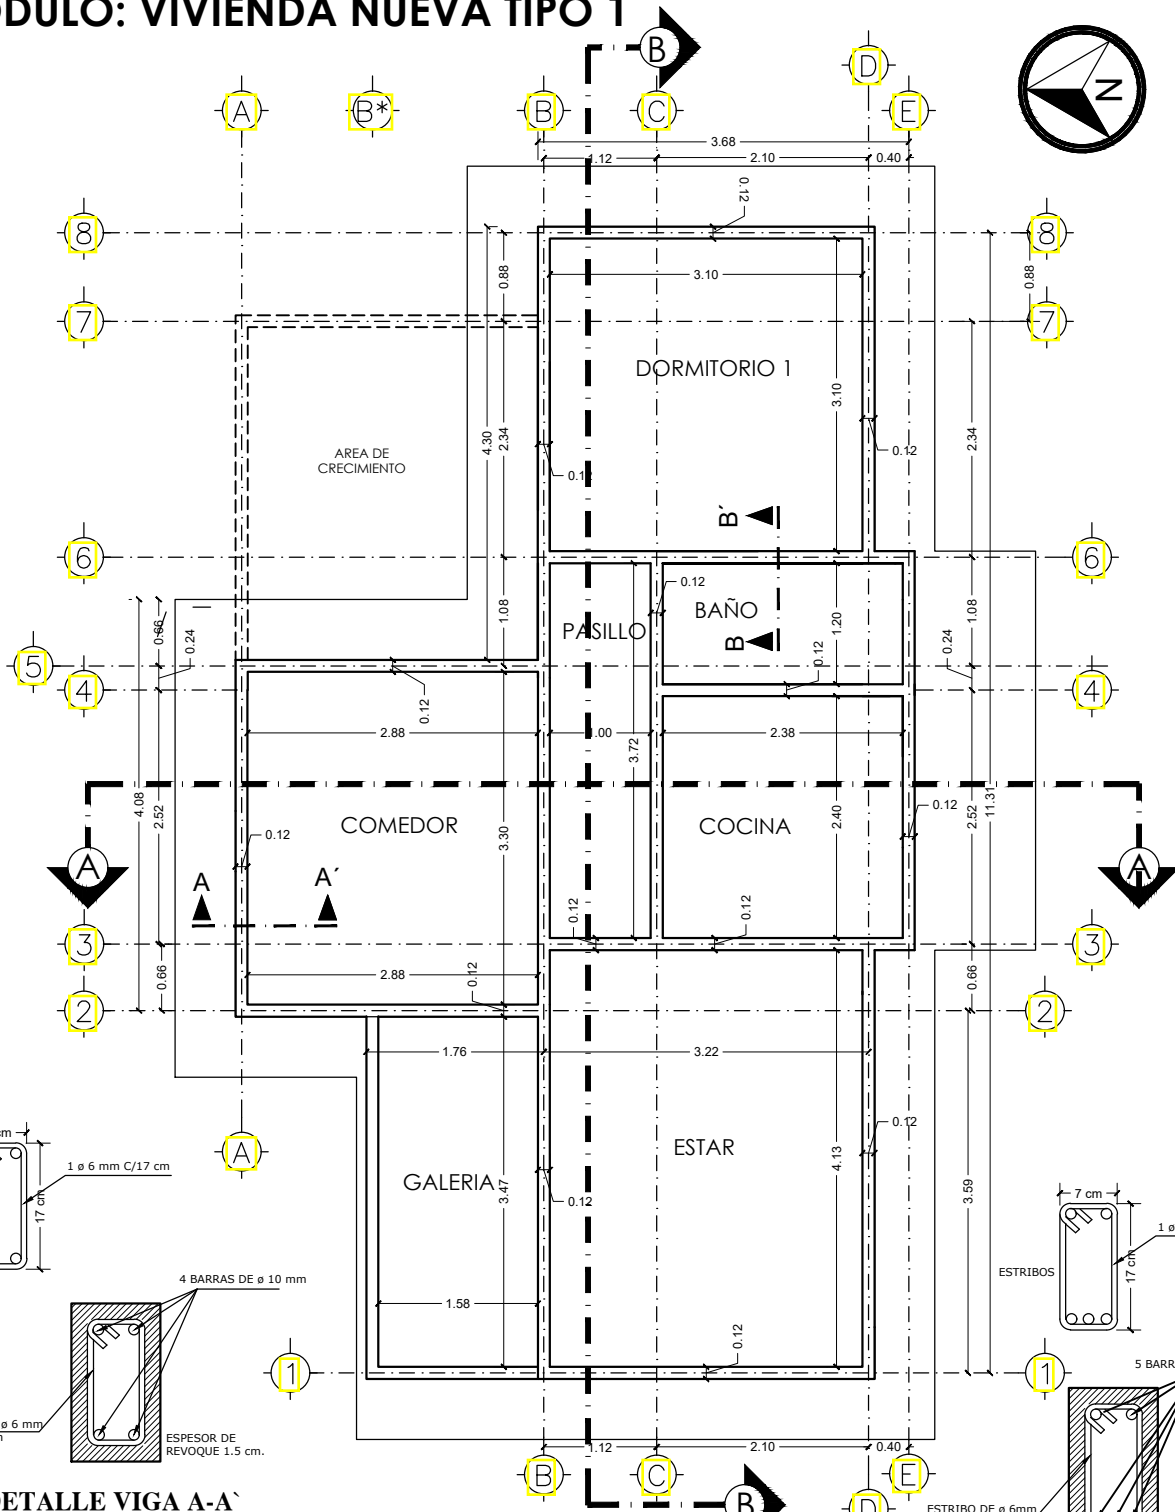 ODULO: VIVIENDA NUEVA TIPO 1
B
D
A
B*
B
C
E
N
3.68
1.12
2.10
0.40
0.12
8
8
0.88
3.10
0.88
7
7
DORMITORIO 1
3.10
4.30
2.34
2.34
AREA DE
CRECIMIENTO
0.12
0.12
B´
6
6
0.12
BAÑO
PASILLO
1.08
1.20
1.08
0.66
0.24
0.24
B
5
0.12
4
4
0.12
2.88
1.00
2.38
3.72
4.08
2.52
3.30
2.40
2.52
11.31
0.12
COMEDOR
COCINA
0.12
A
A
A
A´
0.12
0.12
3
3
0.66
2.88
0.12
0.66
2
2
1.76
3.22
0.12
A
ESTAR
cm
1 ø 6 mm C/17 cm
17 cm
GALERIA
3.47
4.13
3.59
0.12
7 cm
1 ø
17 cm
ESTRIBOS
4 BARRAS DE ø 10 mm
1.58
0.12
1
1
5 BARR
ø 6 mm
ESPESOR DE
REVOQUE 1.5 cm.
1.12
2.10
0.40
B
C
E
DETALLE VIGA A-A`
B
D
ESTRIBO DE ø 6mm